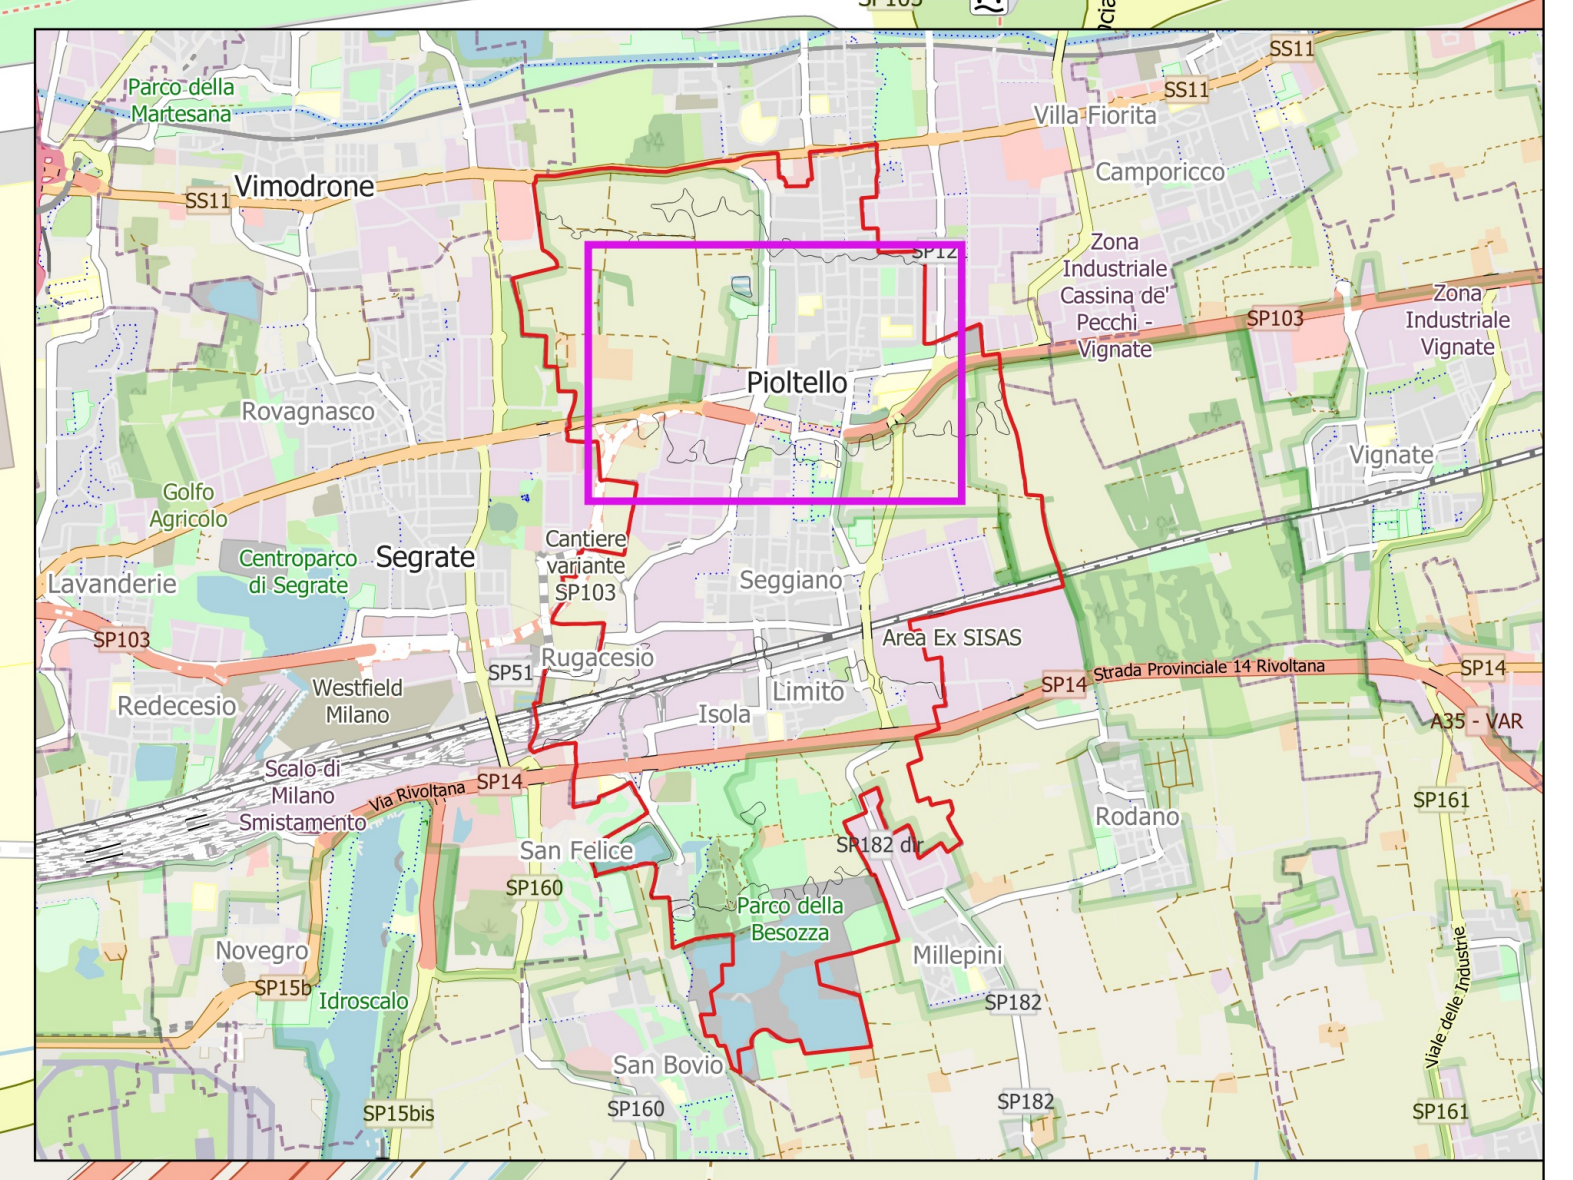 SP103
SS11
Parco della
Martesana
SS11
Villa Fiorita
Vimodrone
SS11
Camporicco
SP12
Zona
Industriale
Cassina de'
Pecchi -
Vignate
Zona
Industriale
Vignate
SP103
Pioltello
Rovagnasco
Vignate
Golfo
Agricolo
Centroparco
di Segrate
Segrate
Cantiere
variante
SP103
Lavanderie
Seggiano
SP103
Area Ex SISAS
Rugacesio
SP51
Strada Provinciale 14 Rivoltana
SP14
SP14
Westfield
Milano
Limito
Redecesio
Isola
A35 - VAR
Scalo di
Milano
Smistamento
SP14
Via Rivoltana
SP161
Rodano
San Felice
SP182 dir
SP160
Parco della
Besozza
Novegro
Millepini
SP15b
Idroscalo
SP182
Viale delle Industrie
San Bovio
SP160
SP15bis
SP182
SP161